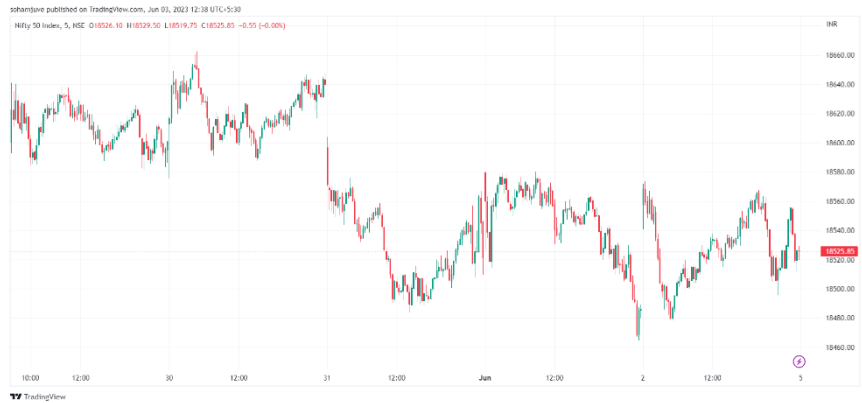 sohamjuve published on TradingView.com, Jun 03, 2023 12:38 UTC+5:30
Nifty 50 Index, 5, NSE O18526.10 H18529.50 L18519.75 C18525.85 −0.55 (−0.00%)
INR
18660.00
18640.00
18620.00
18600.00
18580.00
18560.00
18540.00
18525.85
18520.00
18500.00
18480.00
18460.00
10:00 12:00 30 12:00 31 12:00 Jun 12:00 2 12:00 5
TradingView